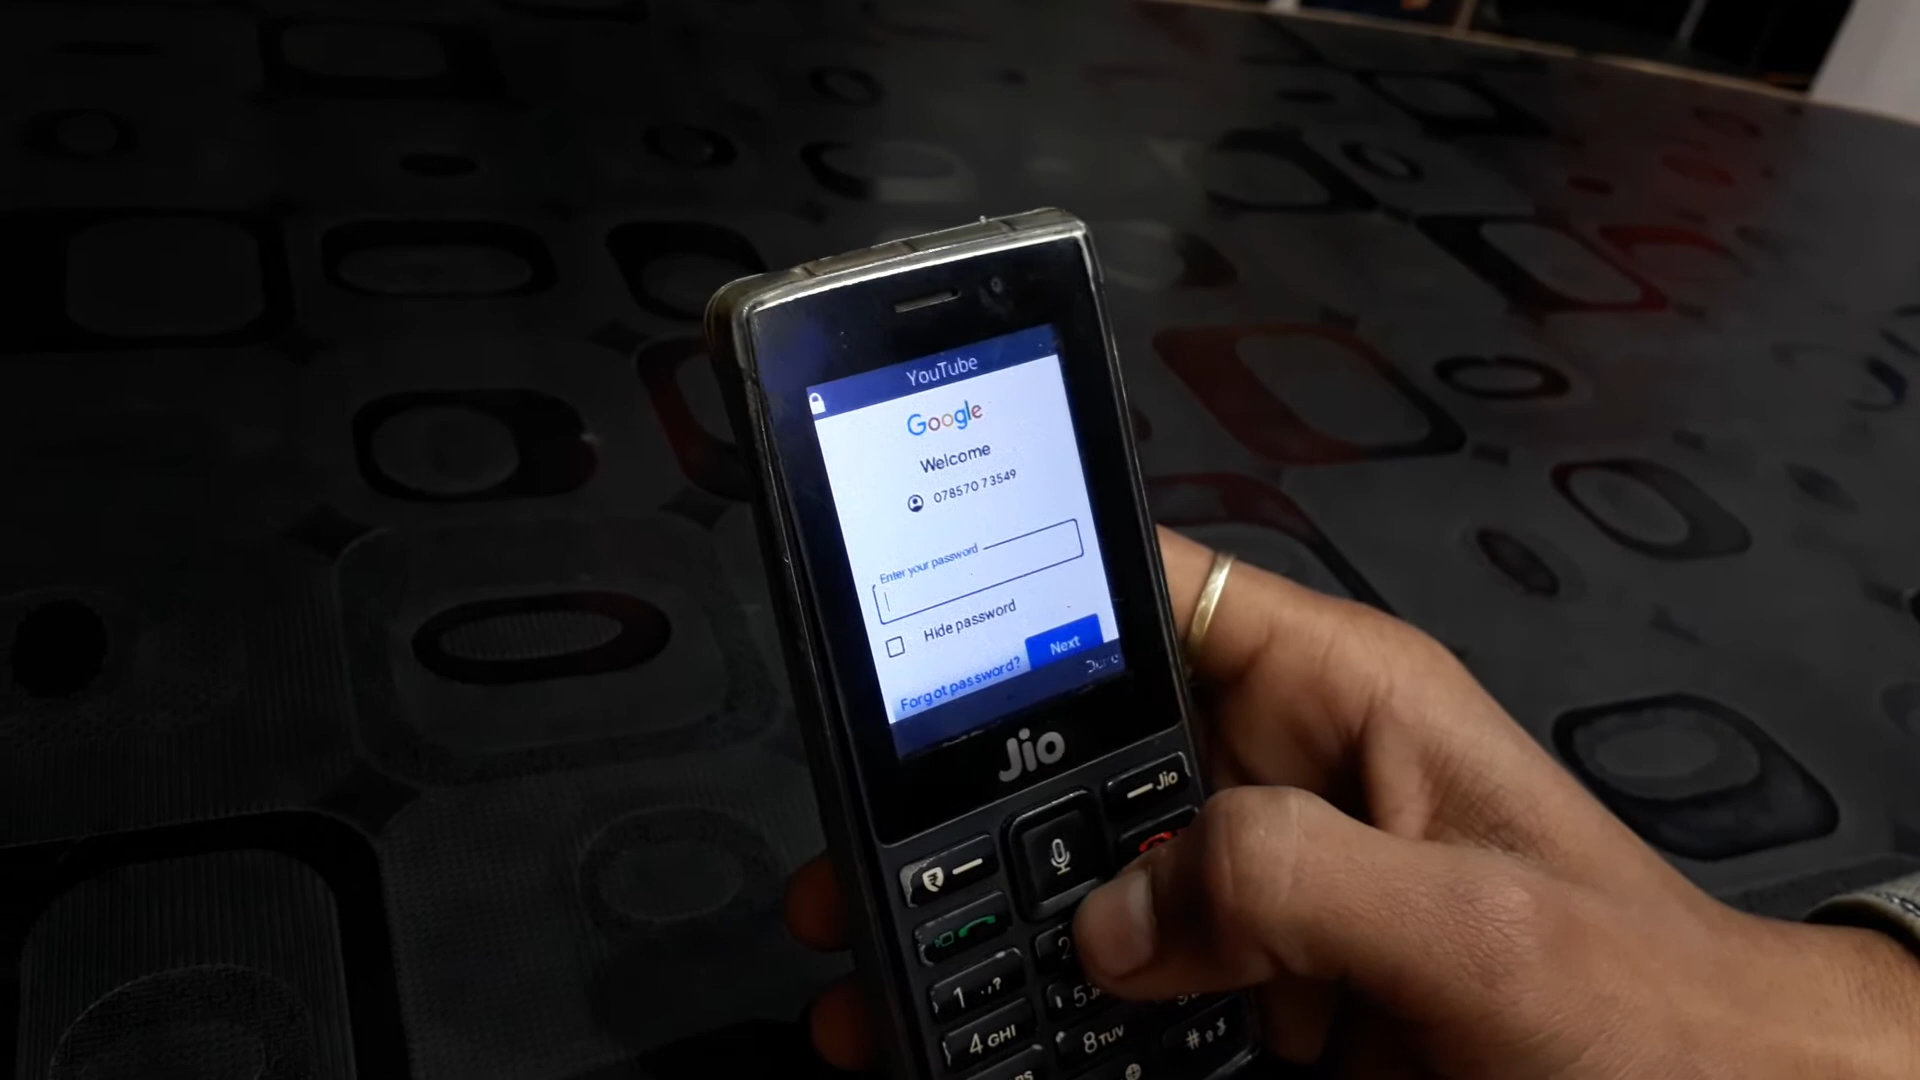 YouTube
Google
Welcome
078570 73549
Enter your password
Hide password
Next
Forgot password?
Jio
Jio
₹
1 .,?
2
4 GHI
5
8 TUV
#